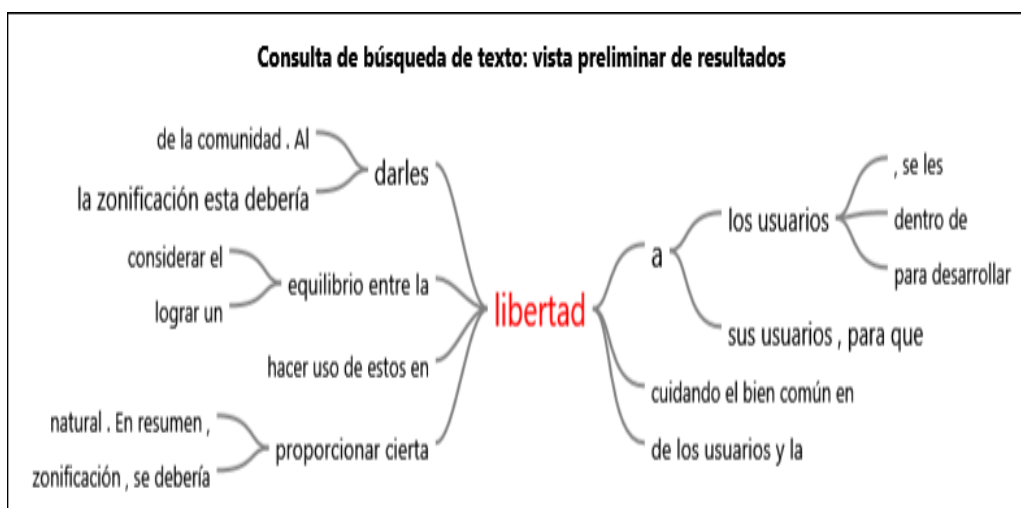 Consulta de búsqueda de texto: vista preliminar de resultados
de la comunidad . Al
la zonificación esta debería
darles
considerar el
lograr un
equilibrio entre la
hacer uso de estos en
natural . En resumen ,
zonificación , se debería
proporcionar cierta
libertad
a
los usuarios
, se les
dentro de
para desarrollar
sus usuarios , para que
cuidando el bien común en
de los usuarios y la